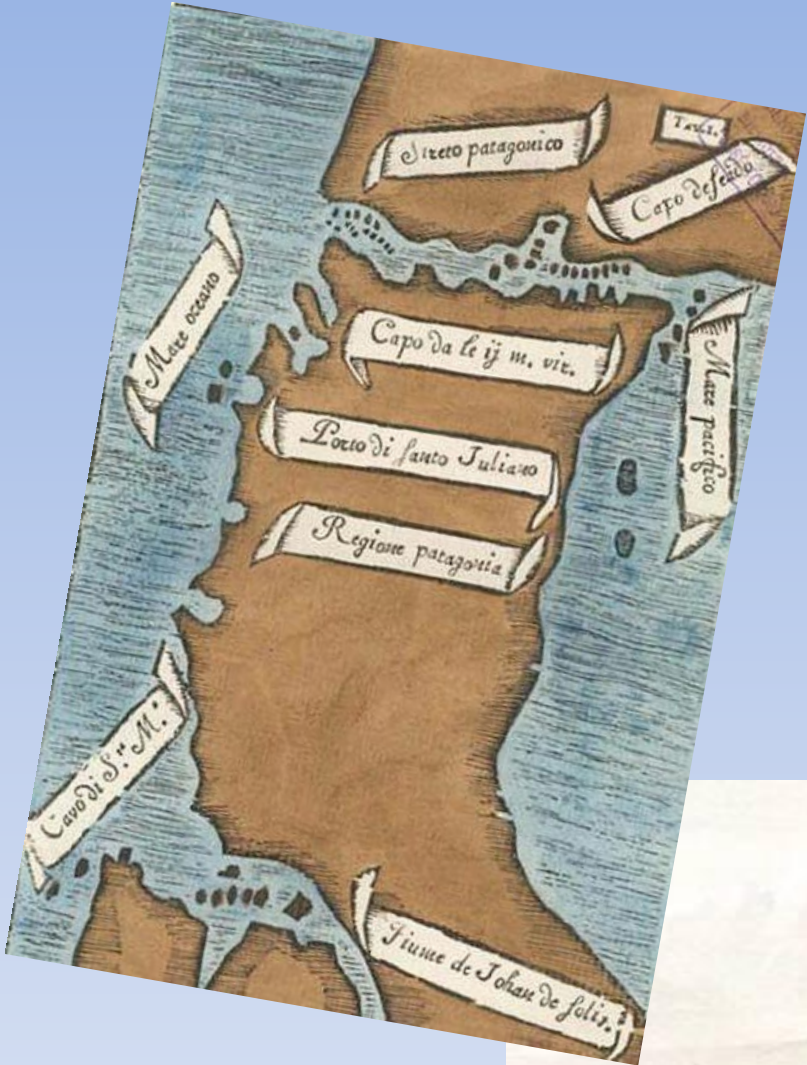 Streto patagonico
Capo deseado
Mare oceano
Capo da le ij m. vir.
Mare pacifico
Porto di santo Juliano
Regione patagonia
Cavo di S.ta M.a
Fiume de Johan de solis.